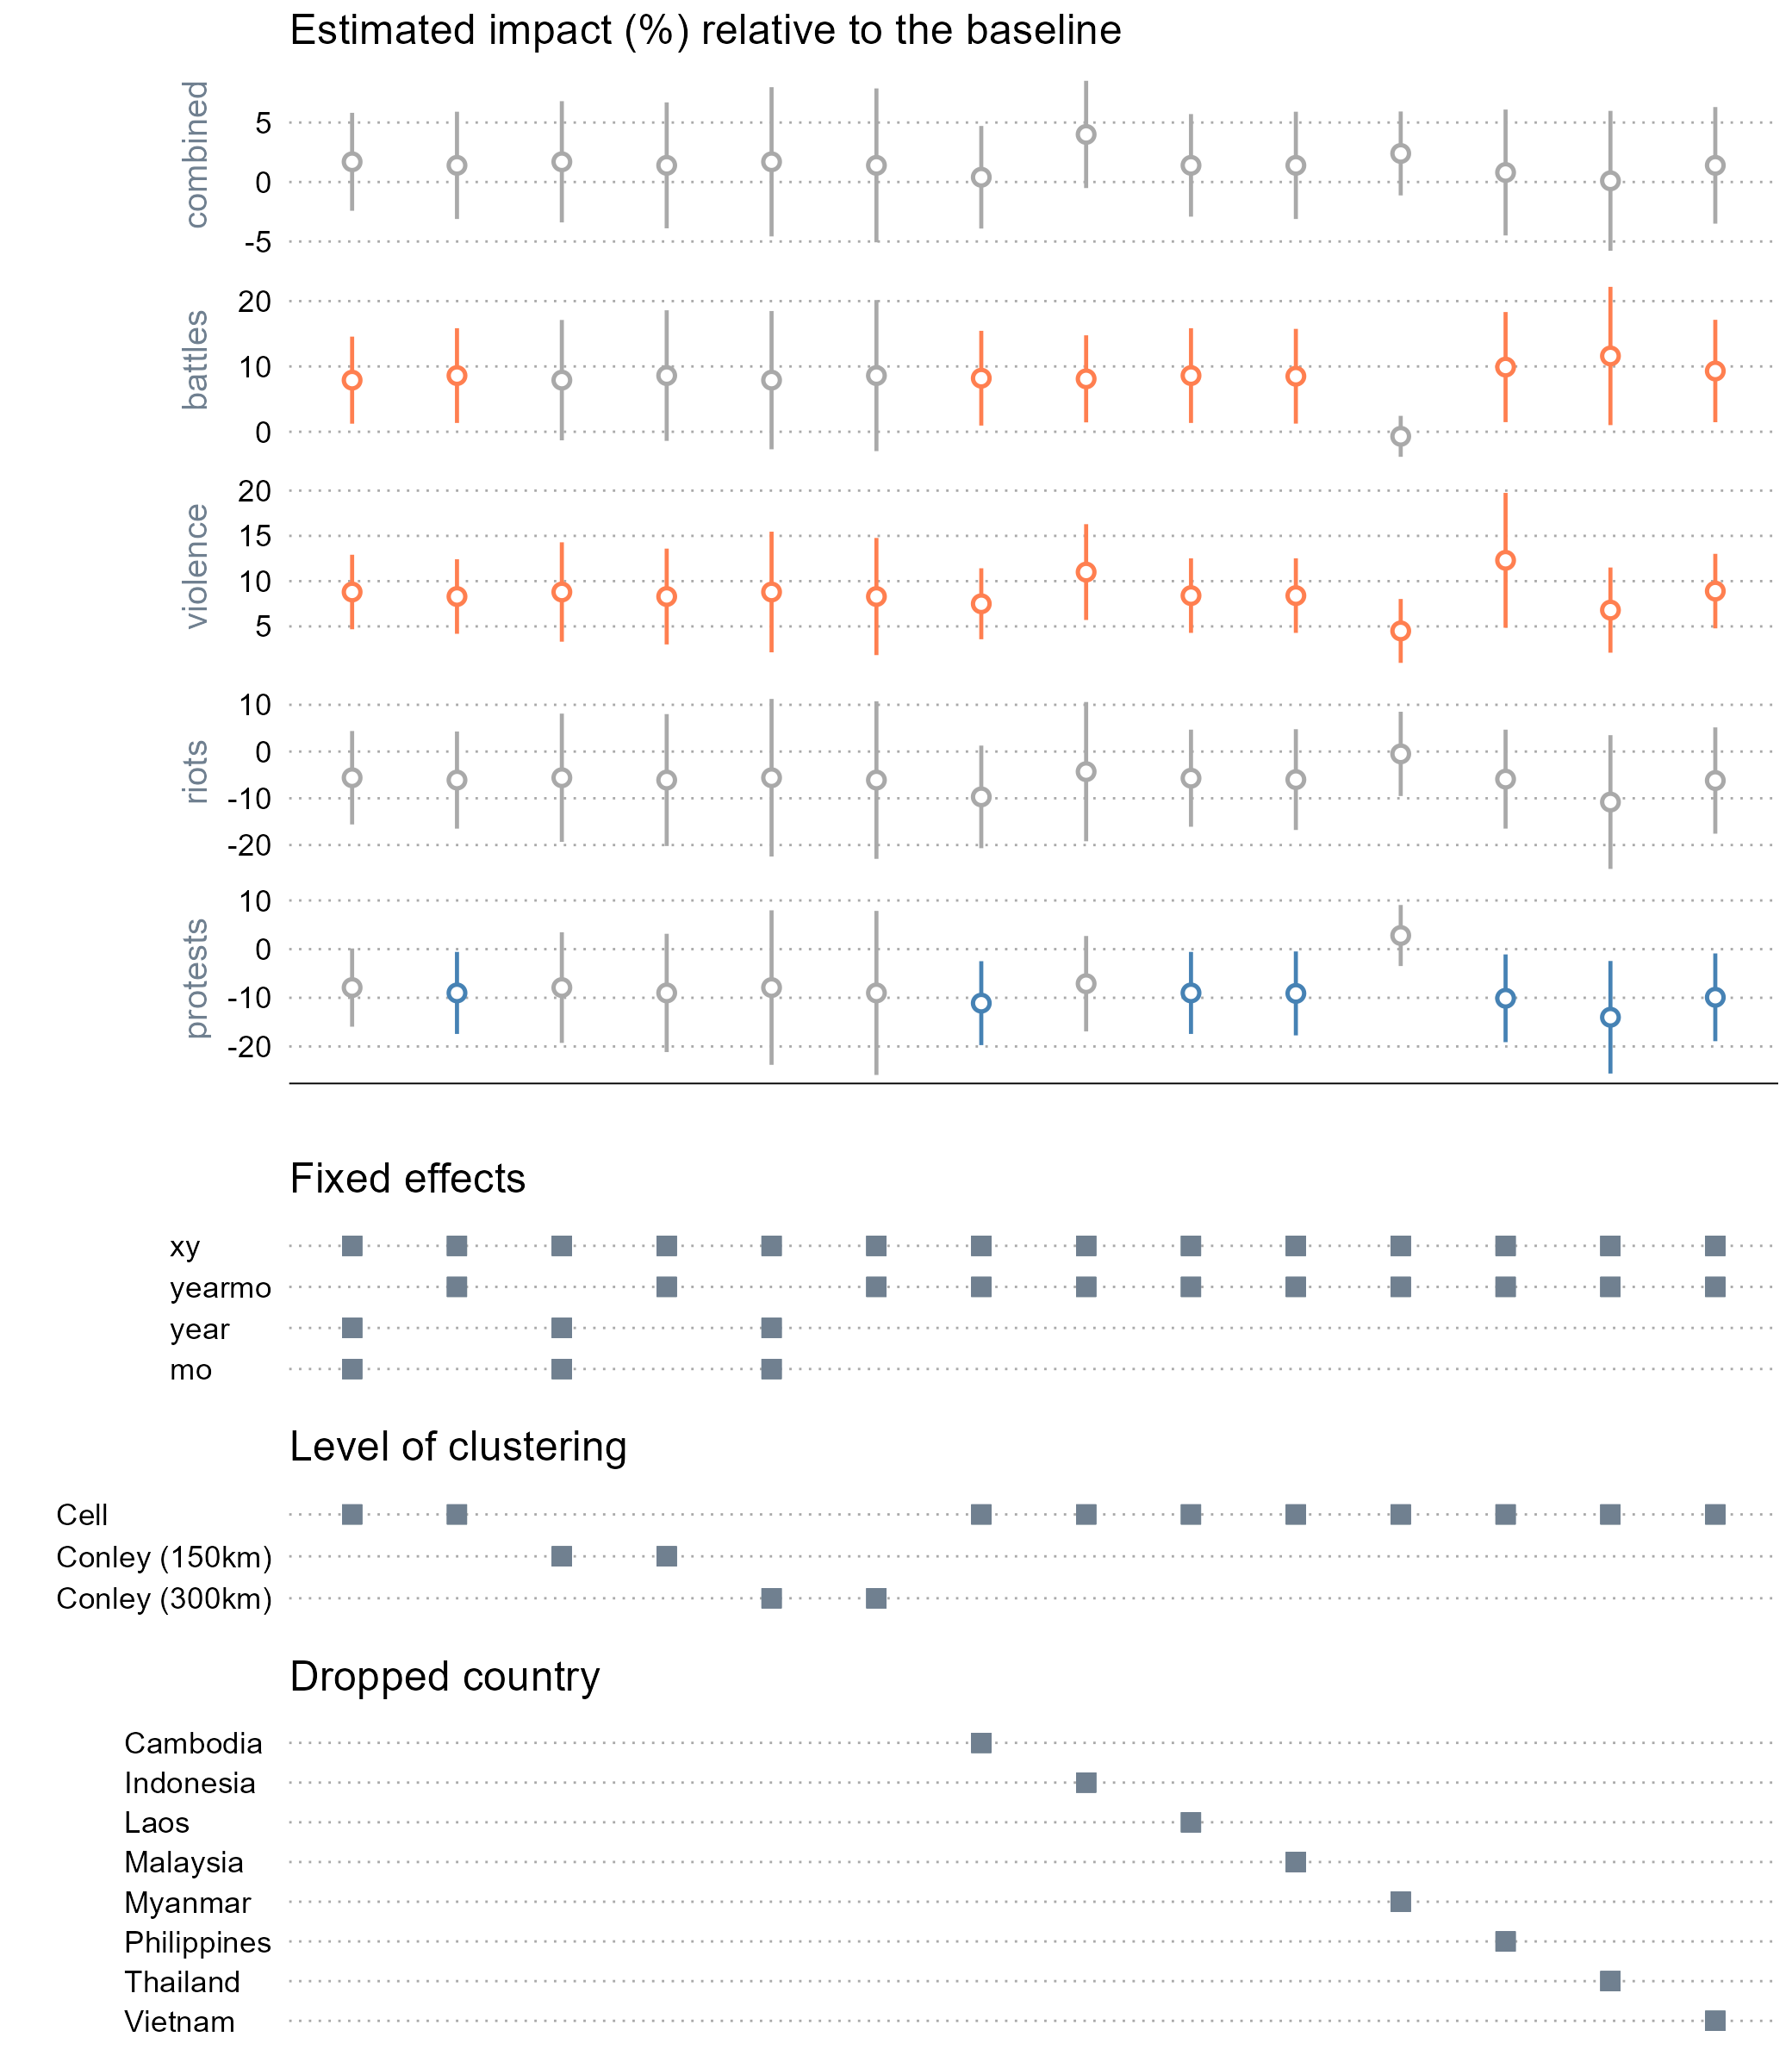 Estimated impact (%) relative to the baseline
combined
5
0
-5
battles
20
10
0
violence
20
15
10
5
riots
10
0
-10
-20
protests
10
0
-10
-20
Fixed effects
xy
yearmo
year
mo
Level of clustering
Cell
Conley (150km)
Conley (300km)
Dropped country
Cambodia
Indonesia
Laos
Malaysia
Myanmar
Philippines
Thailand
Vietnam